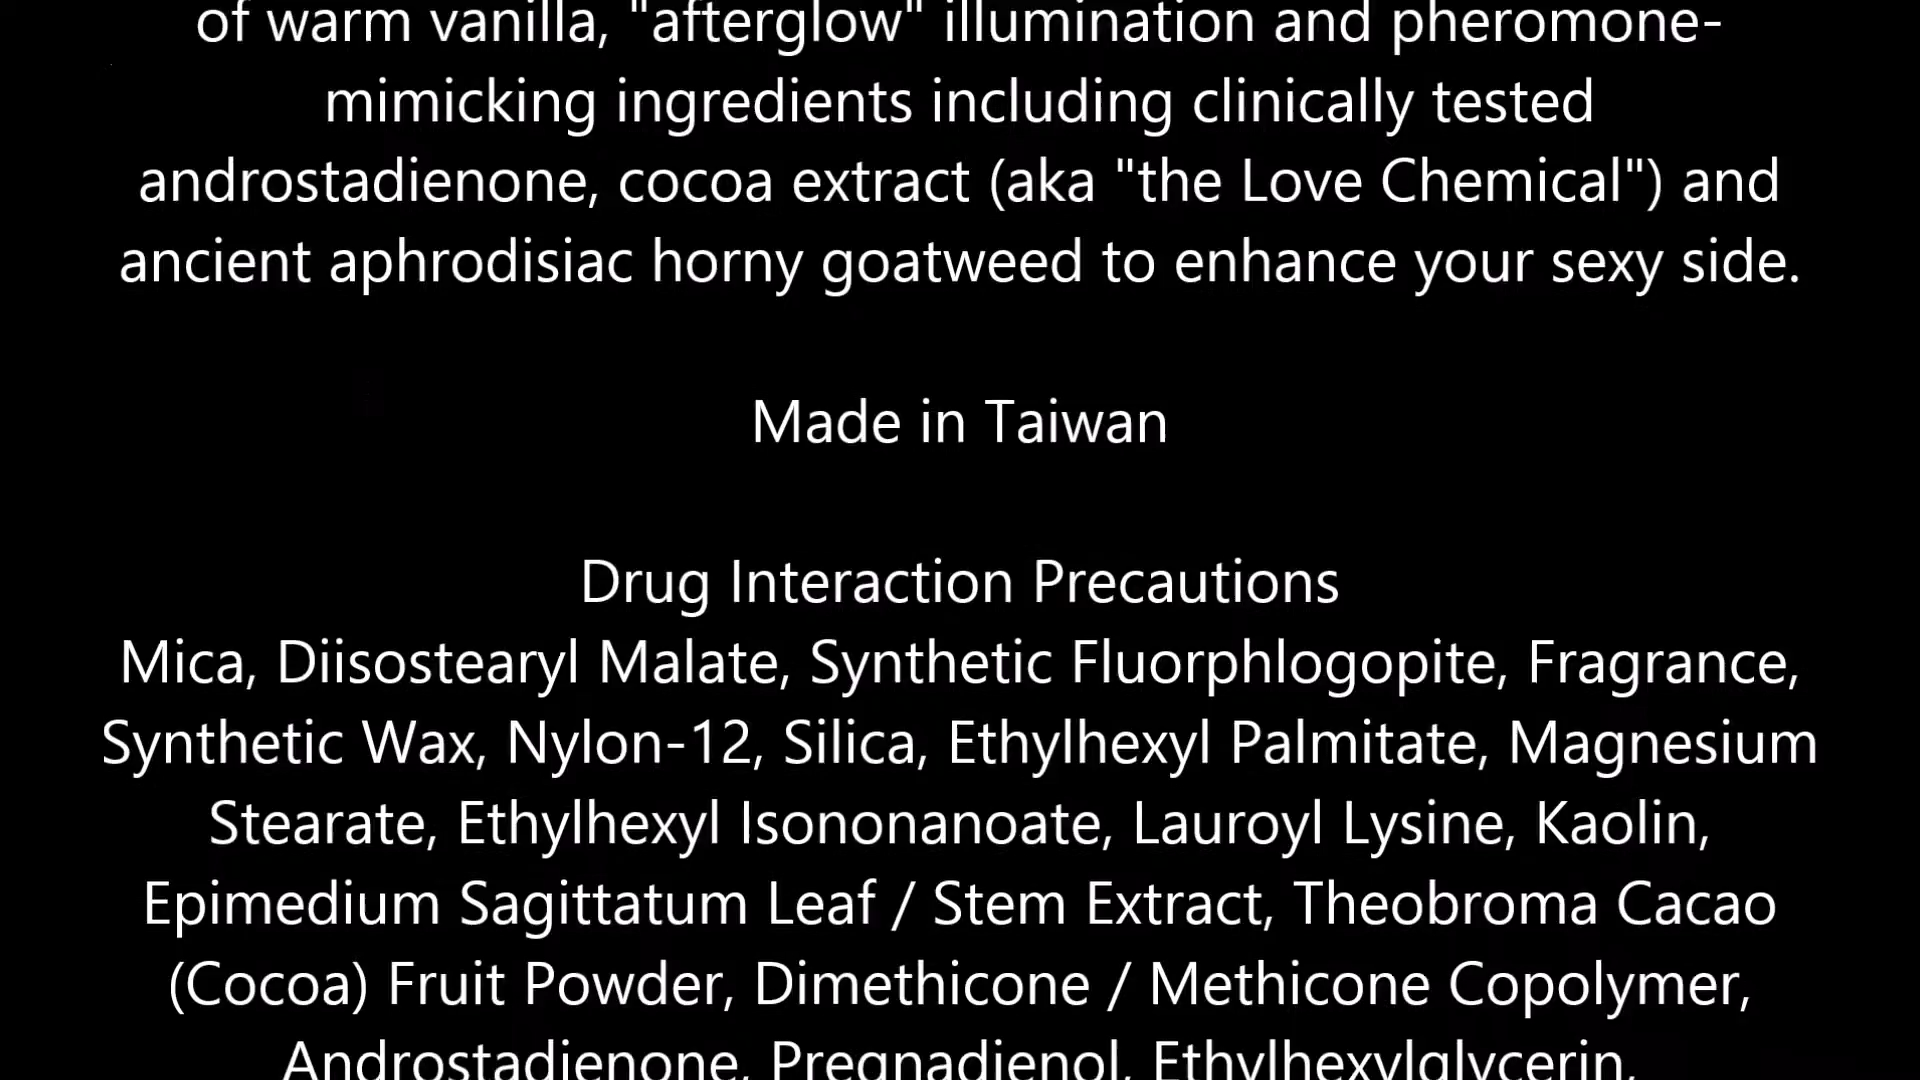 of warm vanilla, "afterglow" illumination and pheromone-
mimicking ingredients including clinically tested
androstadienone, cocoa extract (aka "the Love Chemical") and
ancient aphrodisiac horny goatweed to enhance your sexy side.
Made in Taiwan
Drug Interaction Precautions
Mica, Diisostearyl Malate, Synthetic Fluorphlogopite, Fragrance,
Synthetic Wax, Nylon-12, Silica, Ethylhexyl Palmitate, Magnesium
Stearate, Ethylhexyl Isononanoate, Lauroyl Lysine, Kaolin,
Epimedium Sagittatum Leaf / Stem Extract, Theobroma Cacao
(Cocoa) Fruit Powder, Dimethicone / Methicone Copolymer,
Androstadienone, Pregnadienol, Ethylhexylglycerin,